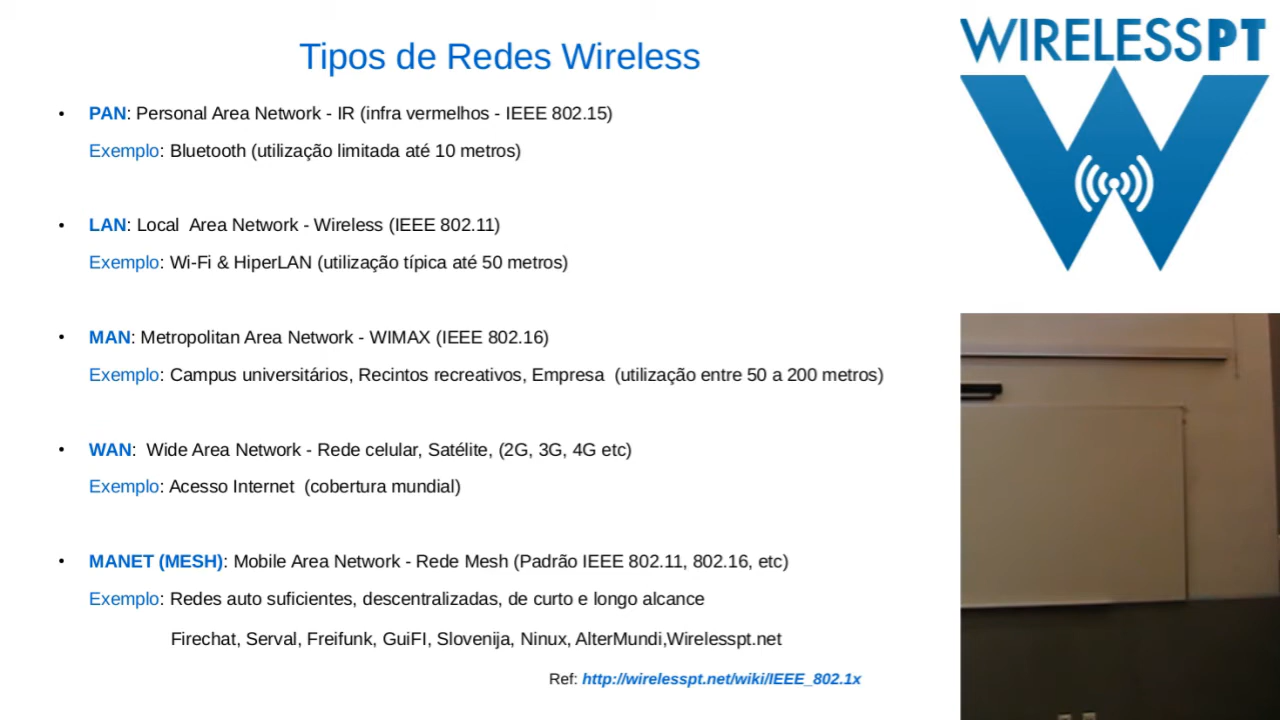 Tipos de Redes Wireless
WIRELESSPT
• PAN: Personal Area Network - IR (infra vermelhos - IEEE 802.15)
Exemplo: Bluetooth (utilização limitada até 10 metros)
• LAN: Local  Area Network - Wireless (IEEE 802.11)
Exemplo: Wi-Fi & HiperLAN (utilização típica até 50 metros)
• MAN: Metropolitan Area Network - WIMAX (IEEE 802.16)
Exemplo: Campus universitários, Recintos recreativos, Empresa  (utilização entre 50 a 200 metros)
• WAN:  Wide Area Network - Rede celular, Satélite, (2G, 3G, 4G etc)
Exemplo: Acesso Internet  (cobertura mundial)
• MANET (MESH): Mobile Area Network - Rede Mesh (Padrão IEEE 802.11, 802.16, etc)
Exemplo: Redes auto suficientes, descentralizadas, de curto e longo alcance
Firechat, Serval, Freifunk, GuiFI, Slovenija, Ninux, AlterMundi,Wirelesspt.net
Ref: http://wirelesspt.net/wiki/IEEE_802.1x